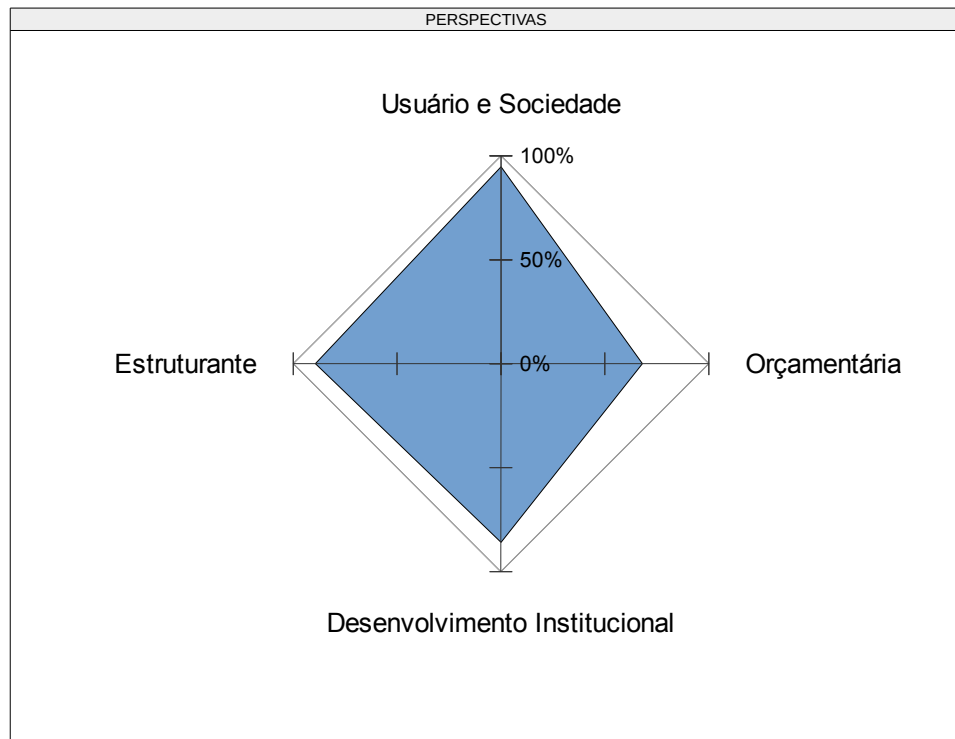 PERSPECTIVAS
Usuário e Sociedade
100%
50%
Estruturante
0%
Orçamentária
Desenvolvimento Institucional